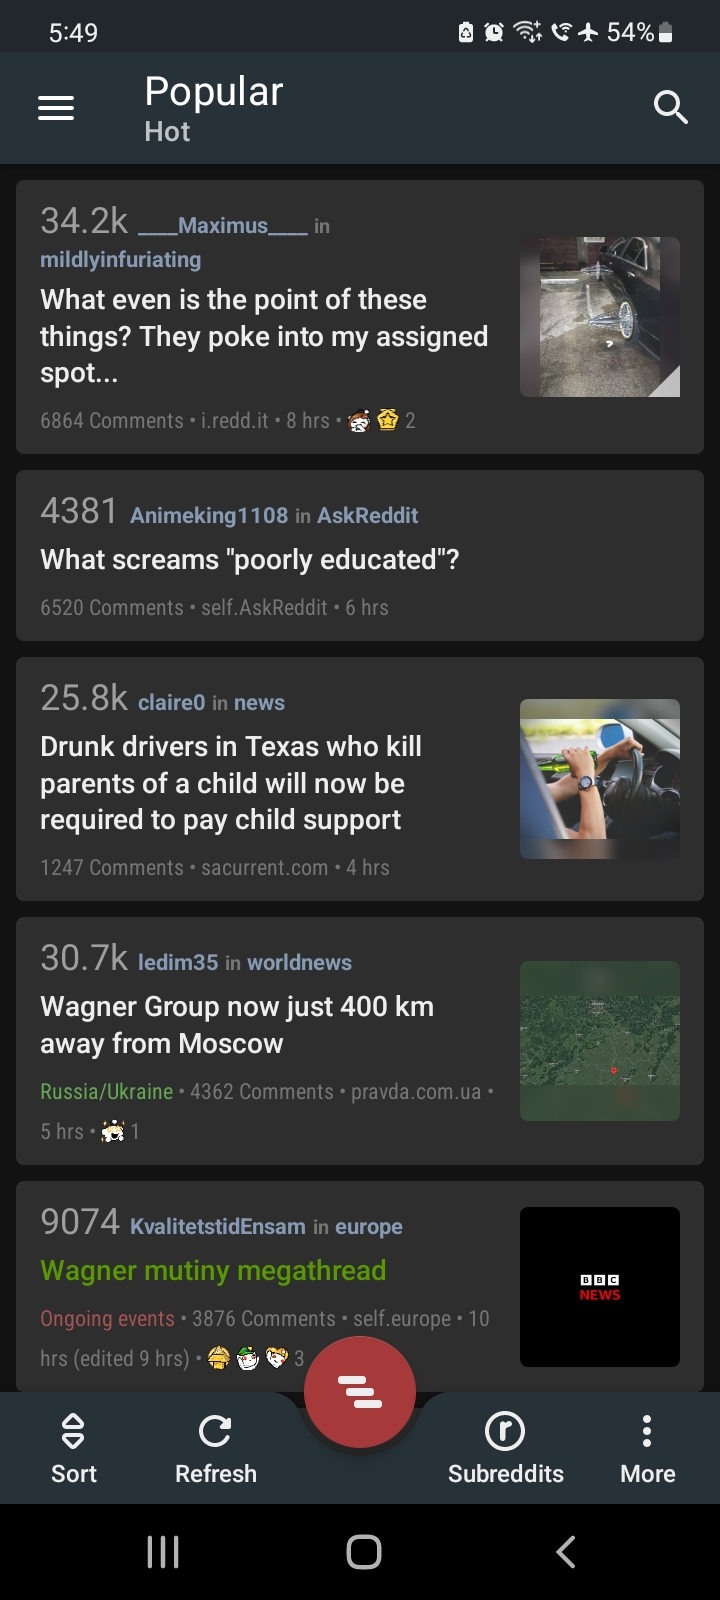 5:49
54%
Popular
Hot
34.2k ____Maximus____ in
mildlyinfuriating
What even is the point of these
things? They poke into my assigned
spot...
6864 Comments • i.redd.it • 8 hrs • 2
4381 Animeking1108 in AskReddit
What screams "poorly educated"?
6520 Comments • self.AskReddit • 6 hrs
25.8k claire0 in news
Drunk drivers in Texas who kill
parents of a child will now be
required to pay child support
1247 Comments • sacurrent.com • 4 hrs
30.7k ledim35 in worldnews
Wagner Group now just 400 km
away from Moscow
Russia/Ukraine • 4362 Comments • pravda.com.ua •
5 hrs • 1
9074 KvalitetstidEnsam in europe
Wagner mutiny megathread
Ongoing events • 3876 Comments • self.europe • 10
hrs (edited 9 hrs) • 3
BBC
NEWS
Sort
Refresh
Subreddits
More